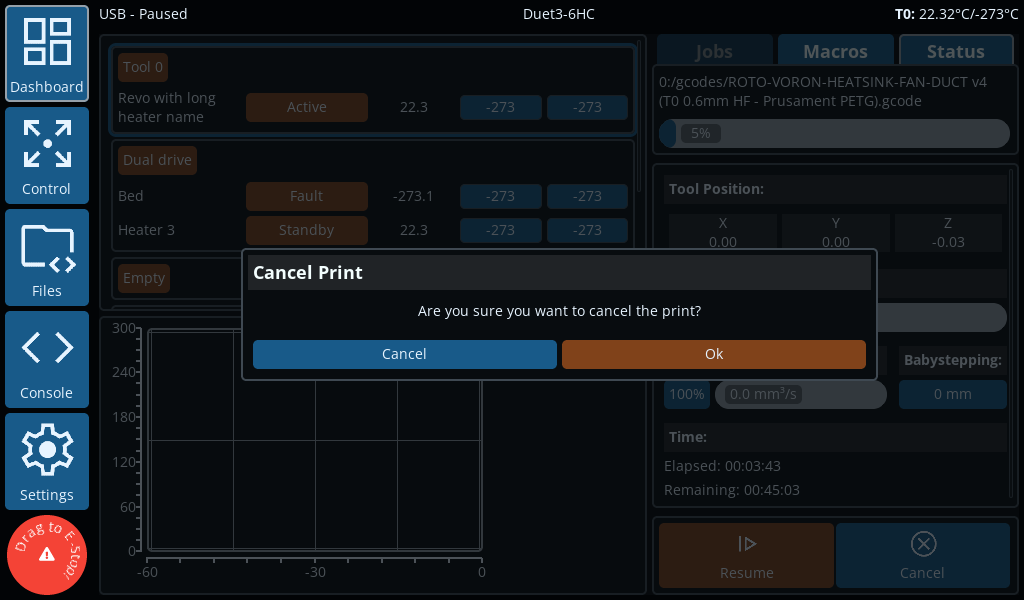 USB - Paused
Duet3-6HC
T0: 22.32°C/-273°C
Dashboard
Control
Files
Console
Settings
Drag to E-Stop!
Tool 0
Revo with long
heater name
Active
22.3
-273
-273
Dual drive
Bed
Fault
-273.1
-273
-273
Heater 3
Standby
22.3
-273
-273
Empty
Jobs
Macros
Status
0:/gcodes/ROTO-VORON-HEATSINK-FAN-DUCT v4
(T0 0.6mm HF - Prusament PETG).gcode
5%
Tool Position:
X
Y
Z
0.00
0.00
-0.03
Cancel Print
Are you sure you want to cancel the print?
Cancel
Ok
Babystepping:
100%
0.0 mm³/s
0 mm
Time:
Elapsed: 00:03:43
Remaining: 00:45:03
Resume
Cancel
300
240
180
120
60
0
-60
-30
0